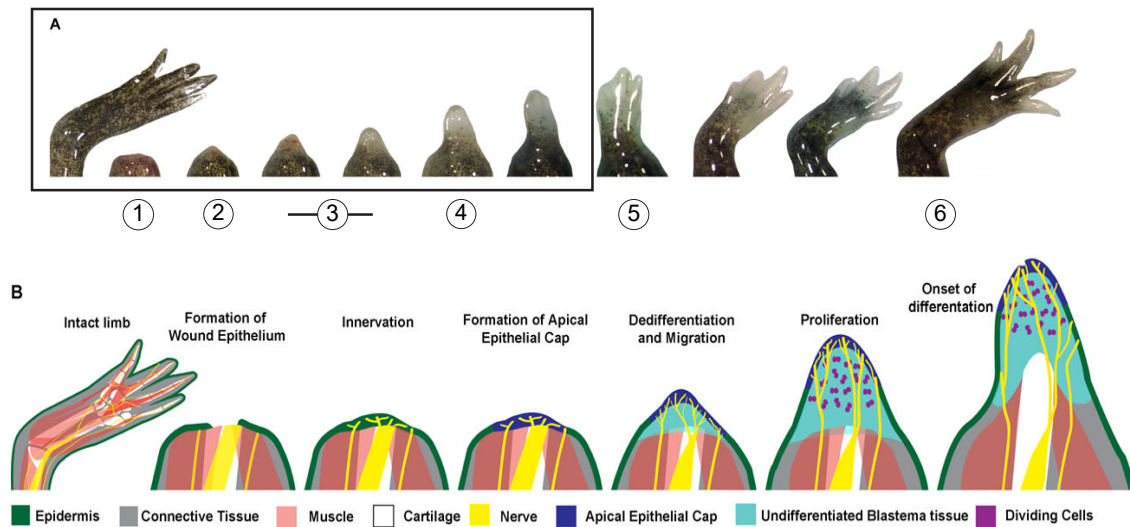 A
1
2
3
4
5
6
B
Intact limb
Formation of
Wound Epithelium
Innervation
Formation of Apical
Epithelial Cap
Dedifferentiation
and Migration
Proliferation
Onset of
differentation
Epidermis
Connective Tissue
Muscle
Cartilage
Nerve
Apical Epithelial Cap
Undifferentiated Blastema tissue
Dividing Cells